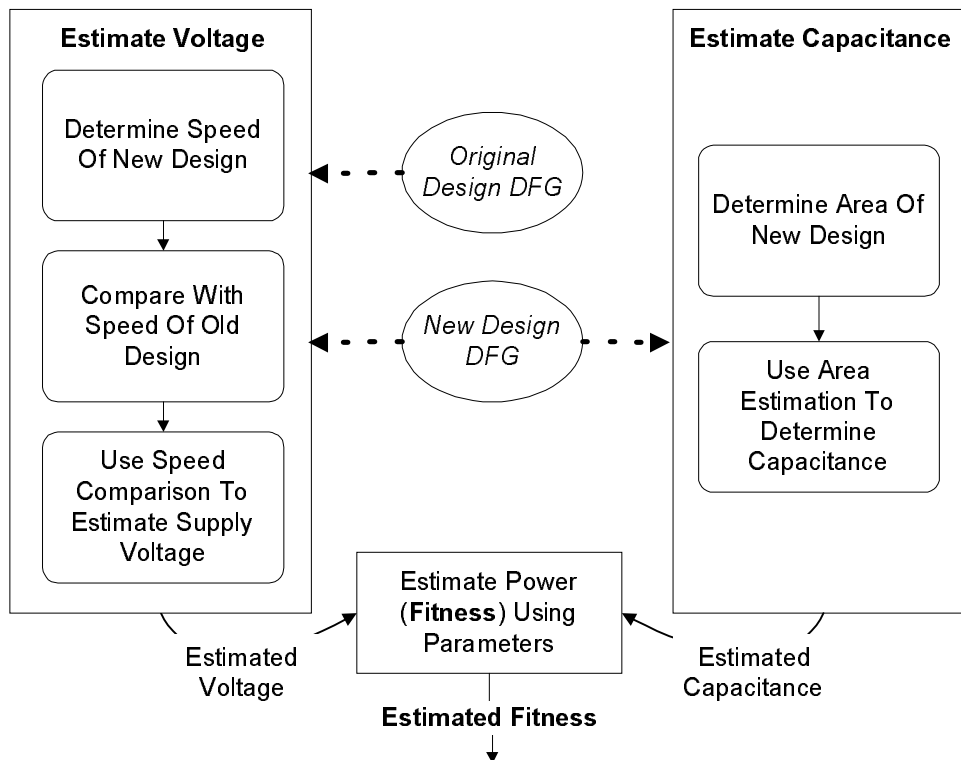 Estimate Voltage
Determine Speed
Of New Design
Compare With
Speed Of Old
Design
Use Speed
Comparison To
Estimate Supply
Voltage
Original
Design DFG
New Design
DFG
Estimate Capacitance
Determine Area Of
New Design
Use Area
Estimation To
Determine
Capacitance
Estimated
Voltage
Estimate Power
(Fitness) Using
Parameters
Estimated
Capacitance
Estimated Fitness